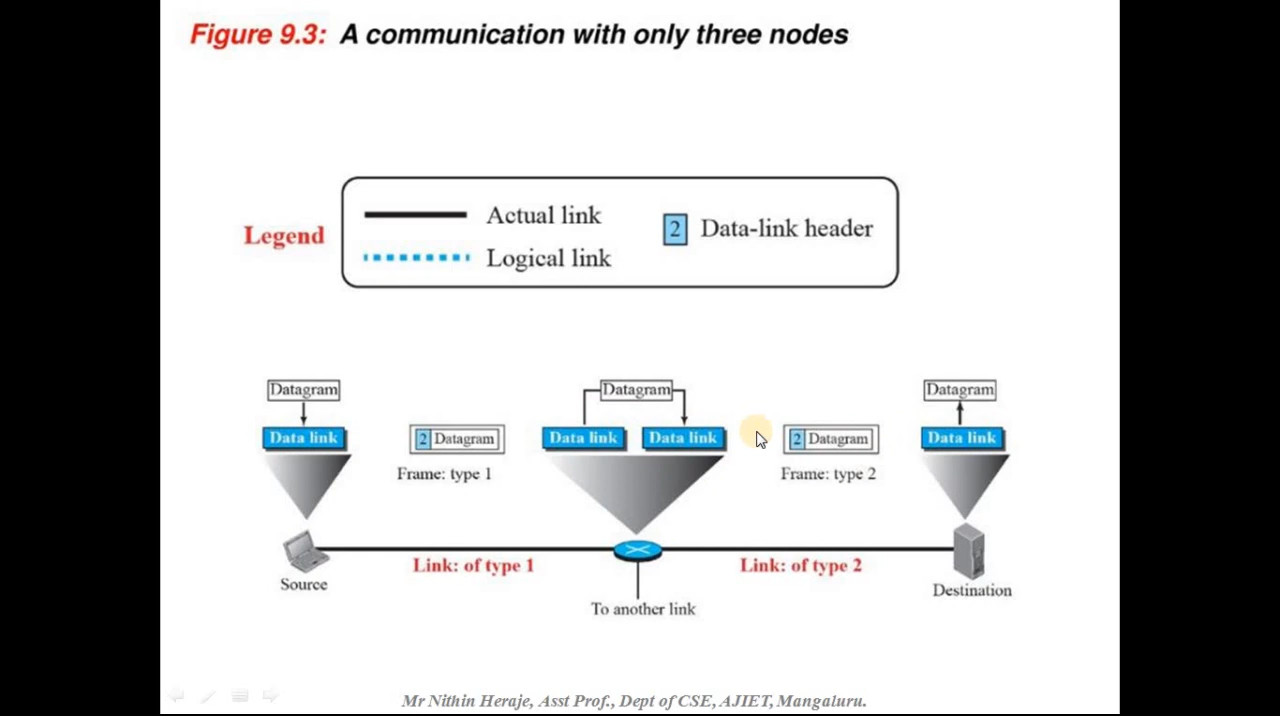 Figure 9.3: A communication with only three nodes
Legend
Actual link
Logical link
2 Data-link header
Datagram
Datagram
Datagram
Data link
2 Datagram
Data link
Data link
2 Datagram
Data link
Frame: type 1
Frame: type 2
Link: of type 1
Link: of type 2
Source
Destination
To another link
Mr Nithin Heraje, Asst Prof., Dept of CSE, AJIET, Mangaluru.